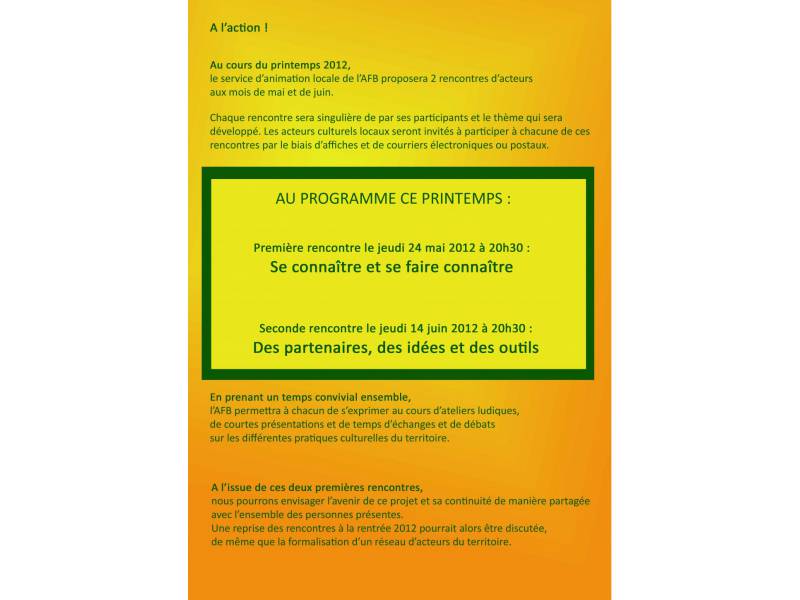 A l’action !
Au cours du printemps 2012,
le service d’animation locale de l’AFB proposera 2 rencontres d’acteurs
aux mois de mai et de juin.
Chaque rencontre sera singulière de par ses participants et le thème qui sera
développé. Les acteurs culturels locaux seront invités à participer à chacune de ces
rencontres par le biais d’affiches et de courriers électroniques ou postaux.
AU PROGRAMME CE PRINTEMPS :
Première rencontre le jeudi 24 mai 2012 à 20h30 :
Se connaître et se faire connaître
Seconde rencontre le jeudi 14 juin 2012 à 20h30 :
Des partenaires, des idées et des outils
En prenant un temps convivial ensemble,
l’AFB permettra à chacun de s’exprimer au cours d’ateliers ludiques,
de courtes présentations et de temps d’échanges et de débats
sur les différentes pratiques culturelles du territoire.
A l’issue de ces deux premières rencontres,
nous pourrons envisager l’avenir de ce projet et sa continuité de manière partagée
avec l’ensemble des personnes présentes.
Une reprise des rencontres à la rentrée 2012 pourrait alors être discutée,
de même que la formalisation d’un réseau d’acteurs du territoire.